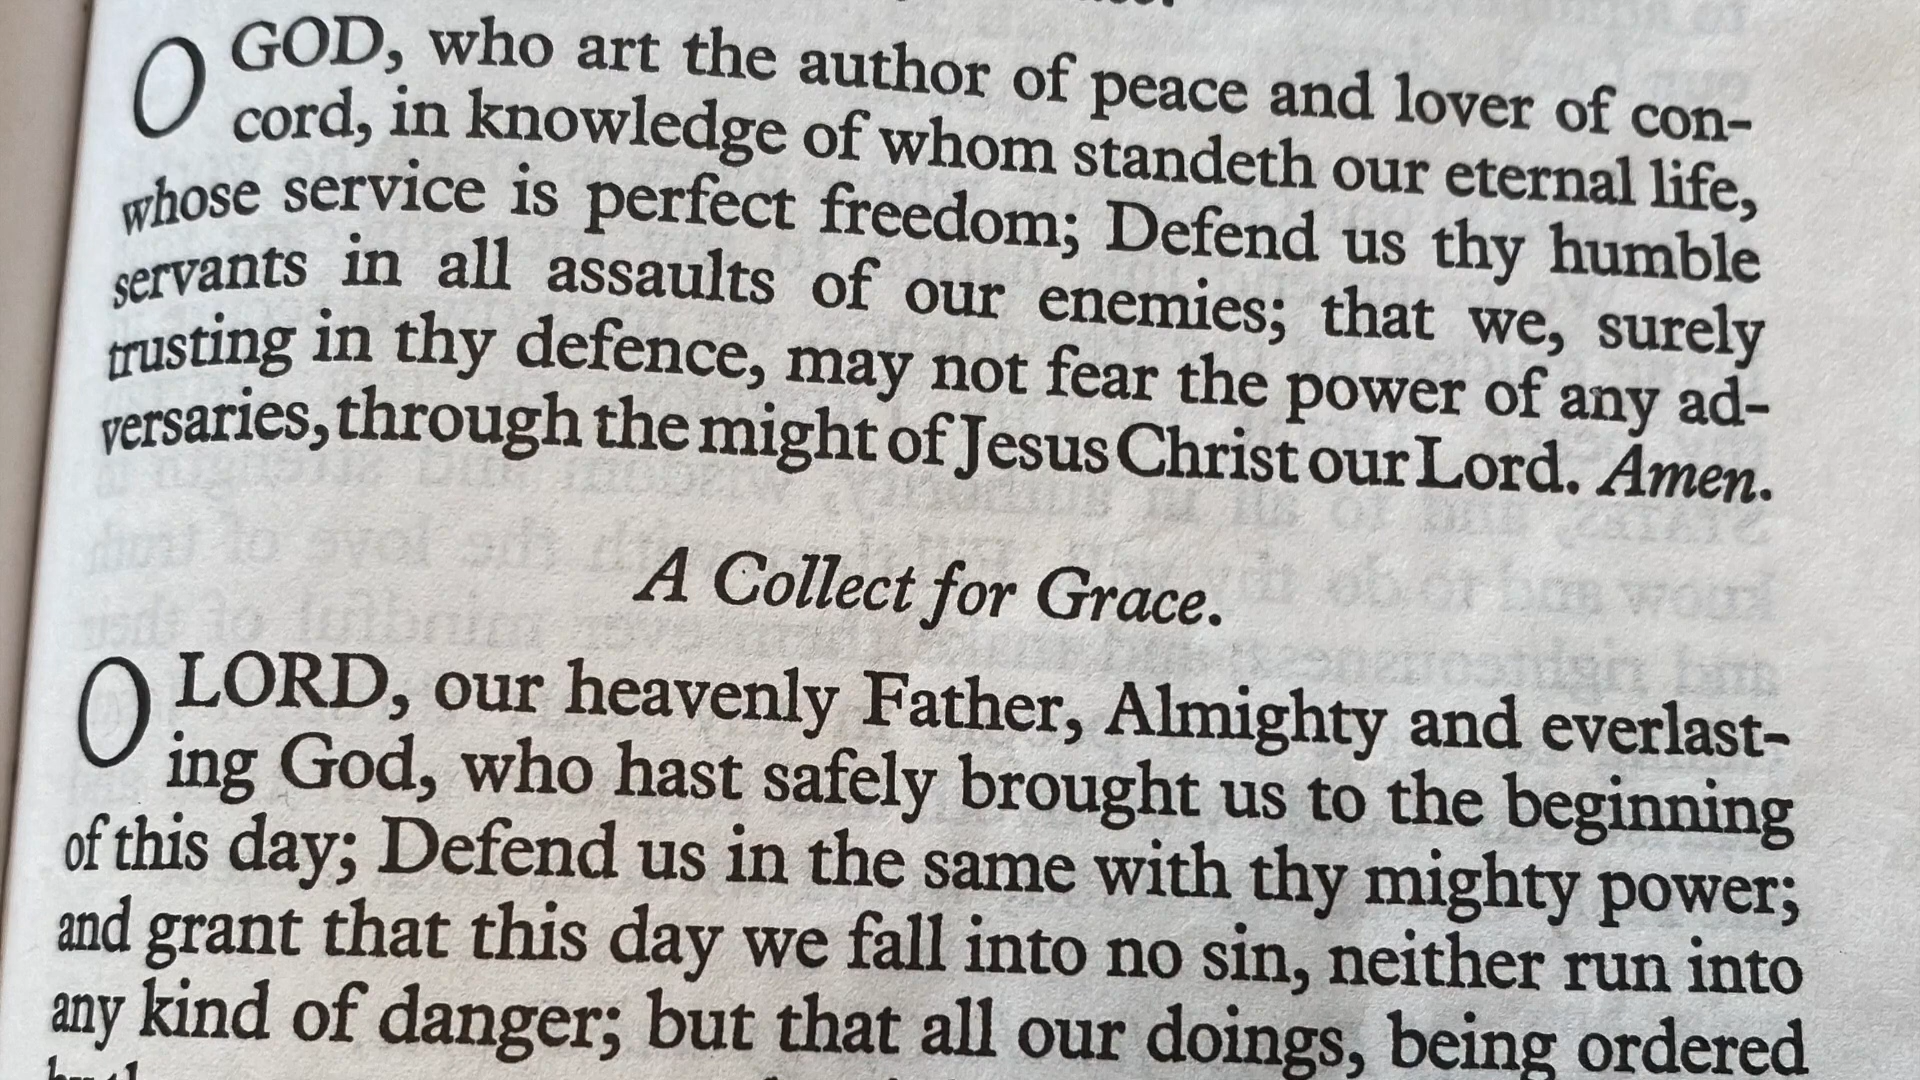 O GOD, who art the author of peace and lover of con-
cord, in knowledge of whom standeth our eternal life,
whose service is perfect freedom; Defend us thy humble
servants in all assaults of our enemies; that we, surely
trusting in thy defence, may not fear the power of any ad-
versaries, through the might of Jesus Christ our Lord. Amen.
A Collect for Grace.
O LORD, our heavenly Father, Almighty and everlast-
ing God, who hast safely brought us to the beginning
of this day; Defend us in the same with thy mighty power;
and grant that this day we fall into no sin, neither run into
any kind of danger; but that all our doings, being ordered